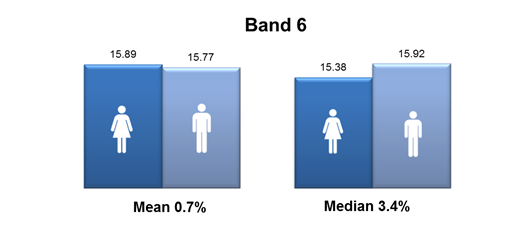 Band 6
15.89 15.77
15.38 15.92
Mean 0.7%
Median 3.4%